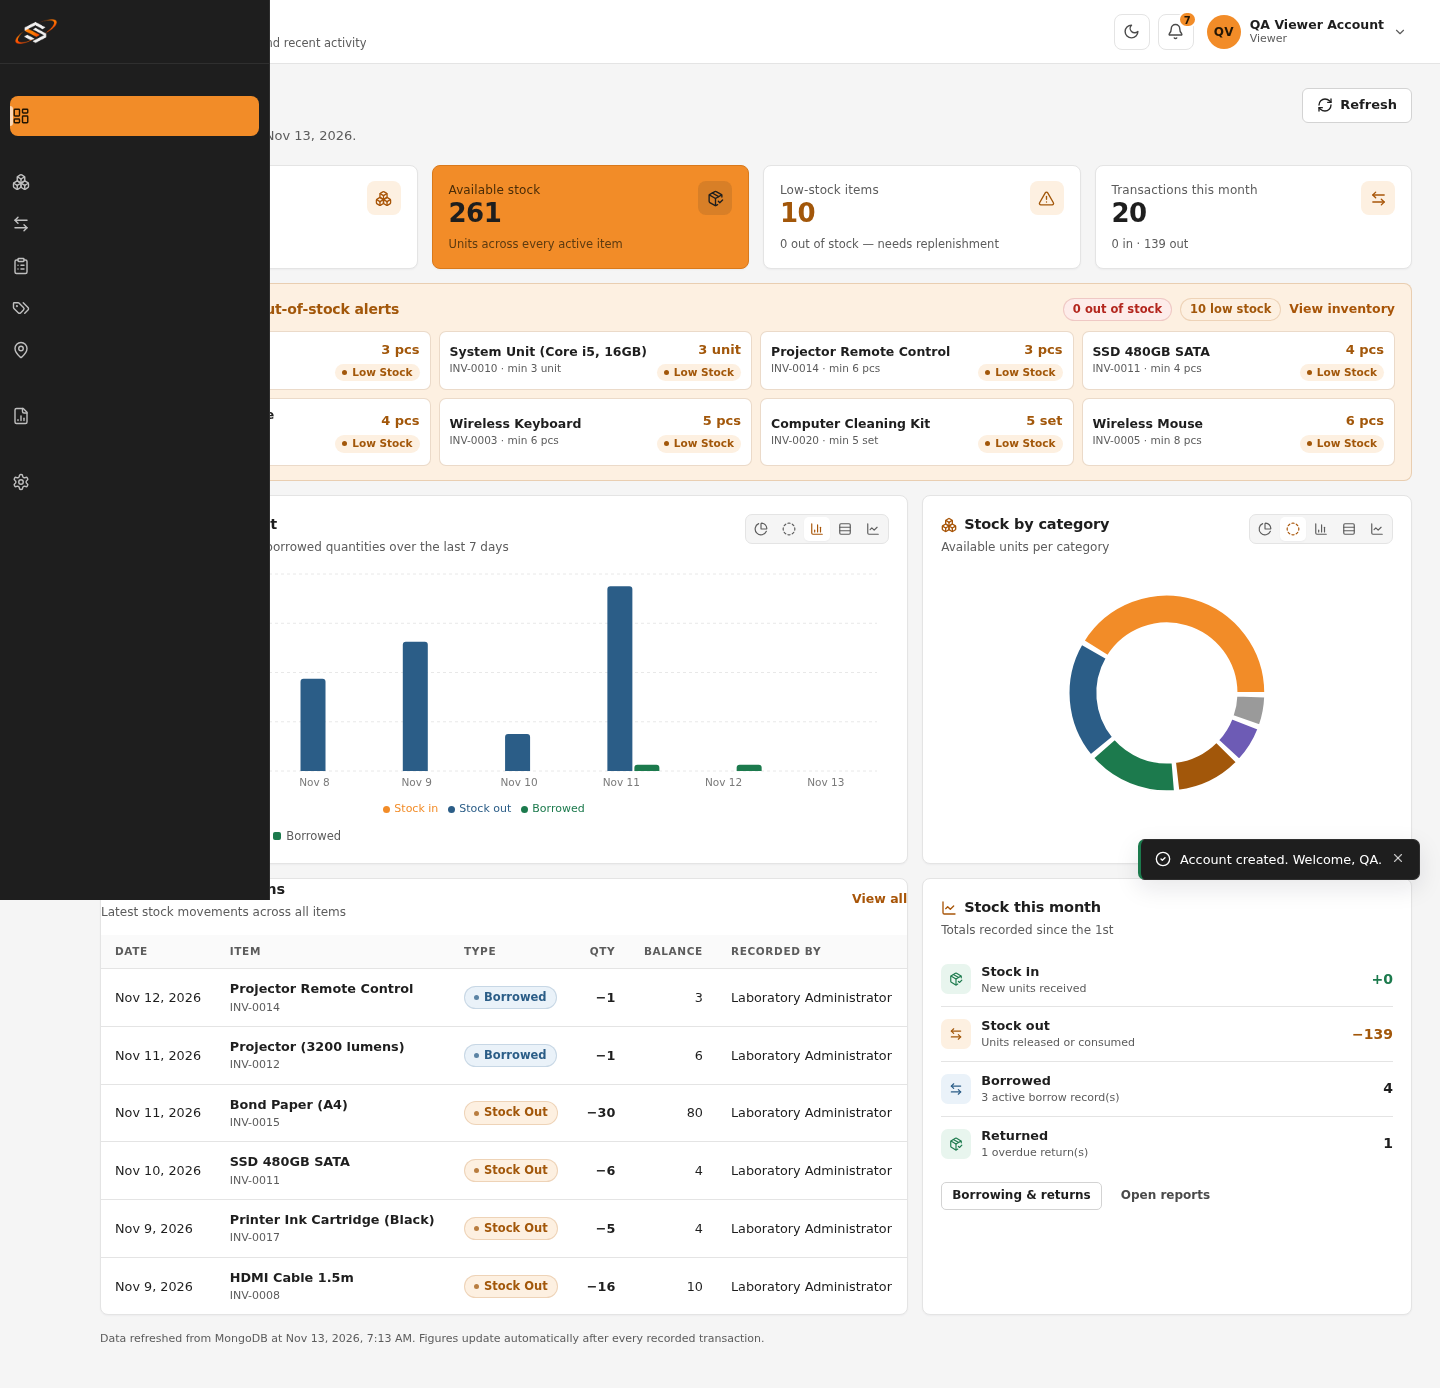 nd recent activity
7
QV
QA Viewer Account
Viewer
Refresh
Nov 13, 2026.
Available stock
261
Units across every active item
Low-stock items
10
0 out of stock — needs replenishment
Transactions this month
20
0 in · 139 out
ut-of-stock alerts
0 out of stock
10 low stock
View inventory
3 pcs
Low Stock
System Unit (Core i5, 16GB)
INV-0010 · min 3 unit
3 unit
Low Stock
Projector Remote Control
INV-0014 · min 6 pcs
3 pcs
Low Stock
SSD 480GB SATA
INV-0011 · min 4 pcs
4 pcs
Low Stock
e
4 pcs
Low Stock
Wireless Keyboard
INV-0003 · min 6 pcs
5 pcs
Low Stock
Computer Cleaning Kit
INV-0020 · min 5 set
5 set
Low Stock
Wireless Mouse
INV-0005 · min 8 pcs
6 pcs
Low Stock
t
borrowed quantities over the last 7 days
Nov 8
Nov 9
Nov 10
Nov 11
Nov 12
Nov 13
Stock in
Stock out
Borrowed
Borrowed
Stock by category
Available units per category
Account created. Welcome, QA.
ns
Latest stock movements across all items
View all
DATE ITEM TYPE QTY BALANCE RECORDED BY
Nov 12, 2026 Projector Remote Control Borrowed −1 3 Laboratory Administrator
INV-0014
Nov 11, 2026 Projector (3200 lumens) Borrowed −1 6 Laboratory Administrator
INV-0012
Nov 11, 2026 Bond Paper (A4) Stock Out −30 80 Laboratory Administrator
INV-0015
Nov 10, 2026 SSD 480GB SATA Stock Out −6 4 Laboratory Administrator
INV-0011
Nov 9, 2026 Printer Ink Cartridge (Black) Stock Out −5 4 Laboratory Administrator
INV-0017
Nov 9, 2026 HDMI Cable 1.5m Stock Out −16 10 Laboratory Administrator
INV-0008
Stock this month
Totals recorded since the 1st
Stock in
New units received
+0
Stock out
Units released or consumed
−139
Borrowed
3 active borrow record(s)
4
Returned
1 overdue return(s)
1
Borrowing & returns
Open reports
Data refreshed from MongoDB at Nov 13, 2026, 7:13 AM. Figures update automatically after every recorded transaction.